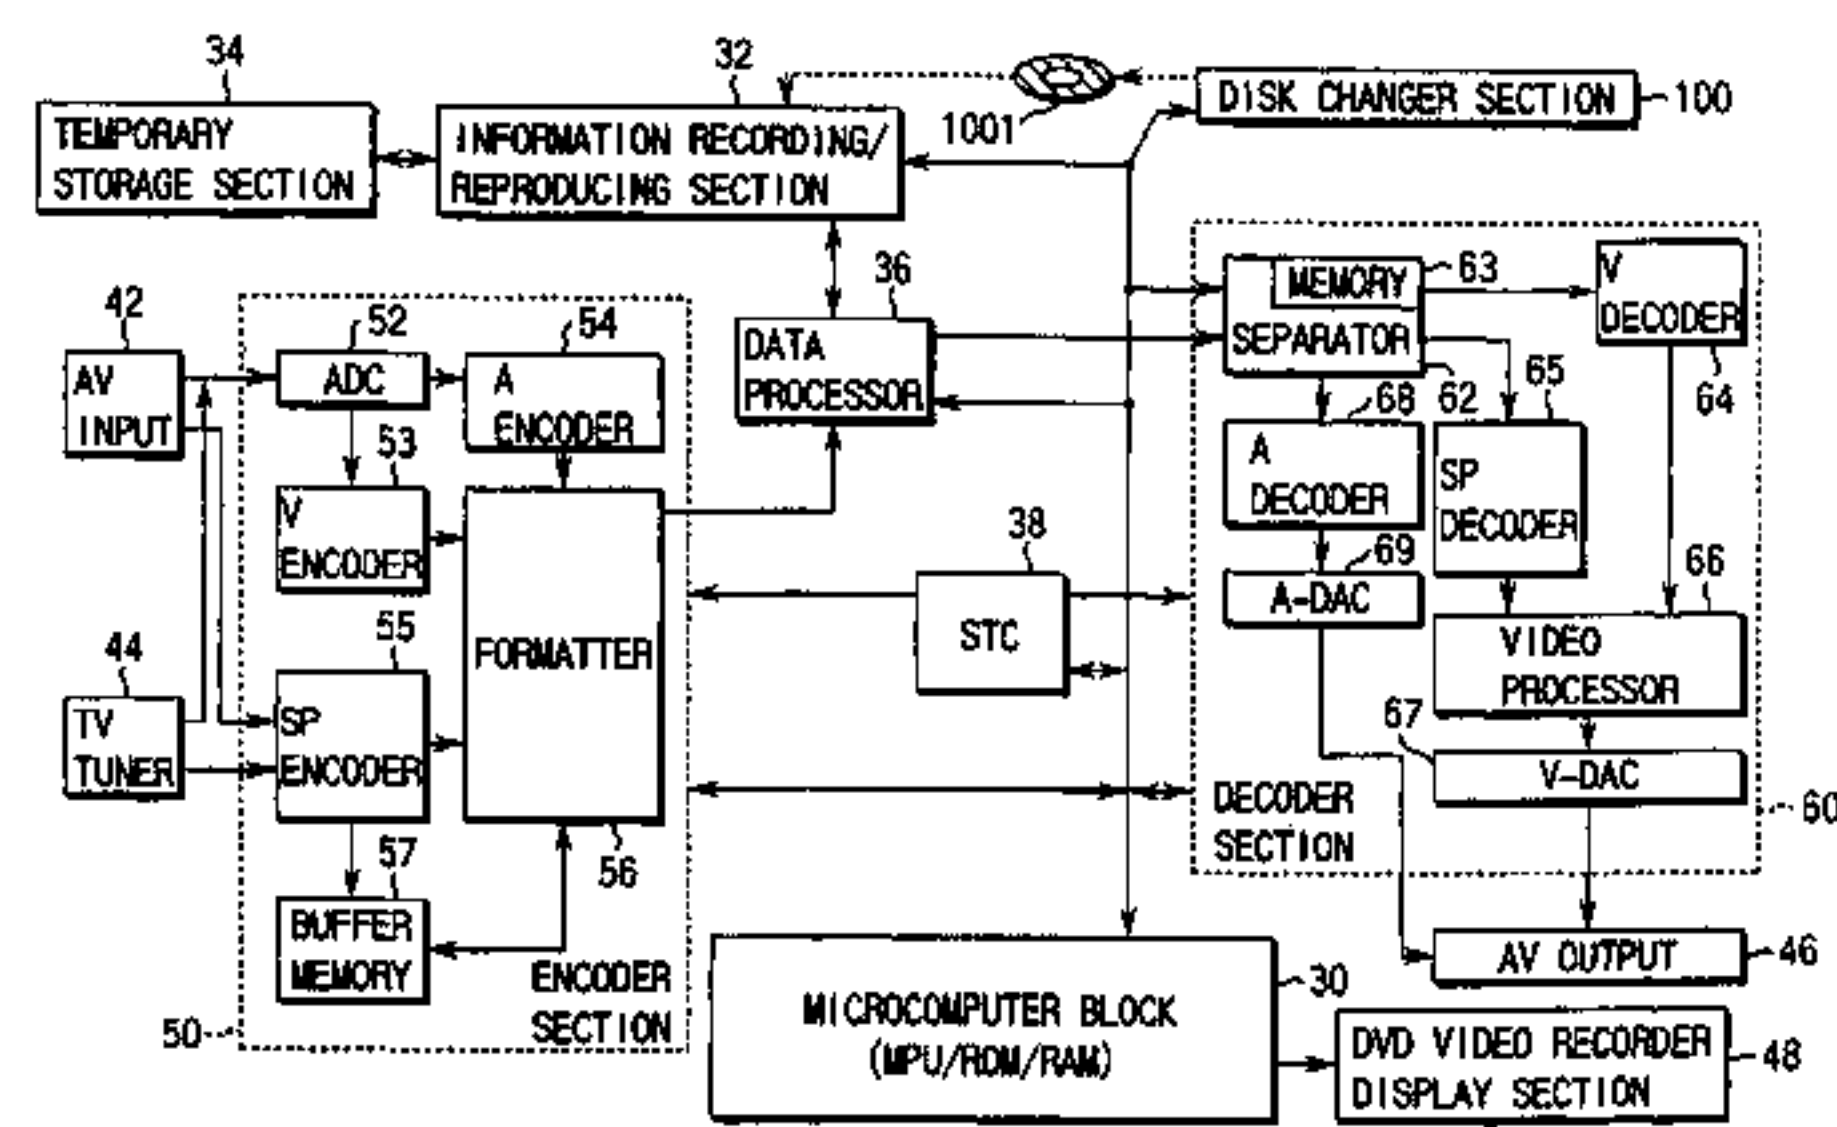 34
TEMPORARY
STORAGE SECTION
32
INFORMATION RECORDING/
REPRODUCING SECTION
1001
DISK CHANGER SECTION
100
36
DATA
PROCESSOR
42
AV
INPUT
44
TV
TUNER
52
ADC
54
A
ENCODER
53
V
ENCODER
55
SP
ENCODER
FORMATTER
56
57
BUFFER
MEMORY
ENCODER
SECTION
50
38
STC
MEMORY
63
SEPARATOR
62
V
DECODER
64
65
SP
DECODER
68
A
DECODER
69
A-DAC
66
VIDEO
PROCESSOR
67
V-DAC
DECODER
SECTION
60
AV OUTPUT
46
MICROCOMPUTER BLOCK
(MPU/ROM/RAM)
30
DVD VIDEO RECORDER
DISPLAY SECTION
48